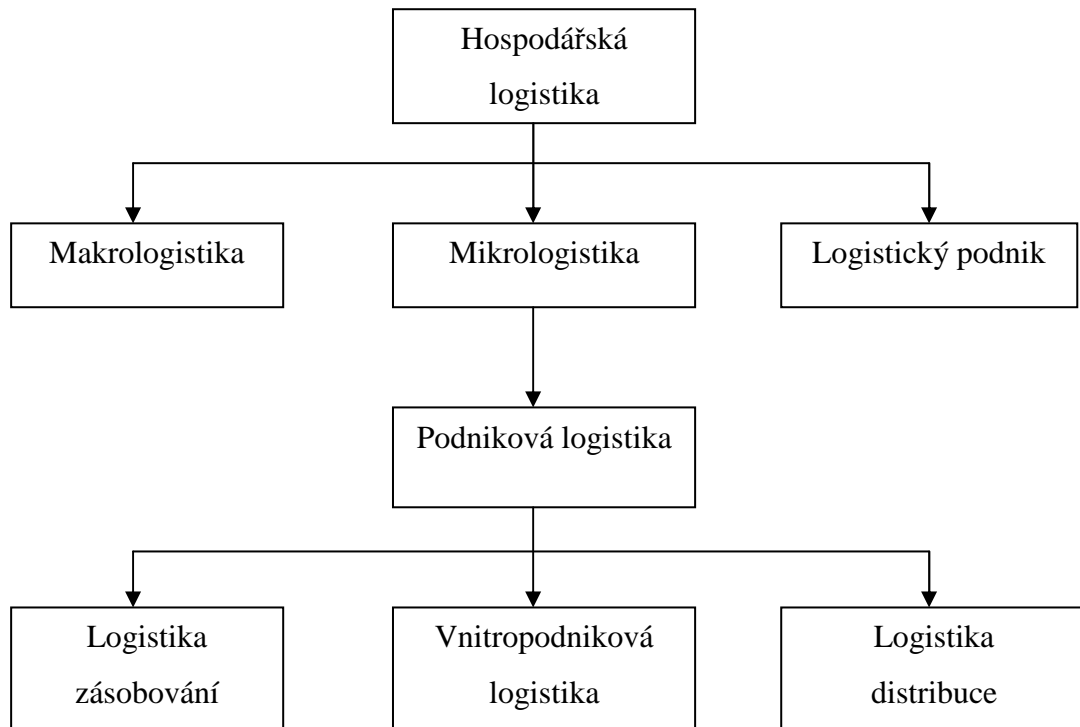 Hospodářská
logistika
Makrologistika
Mikrologistika
Logistický podnik
Podniková logistika
Logistika
zásobování
Vnitropodniková
logistika
Logistika
distribuce